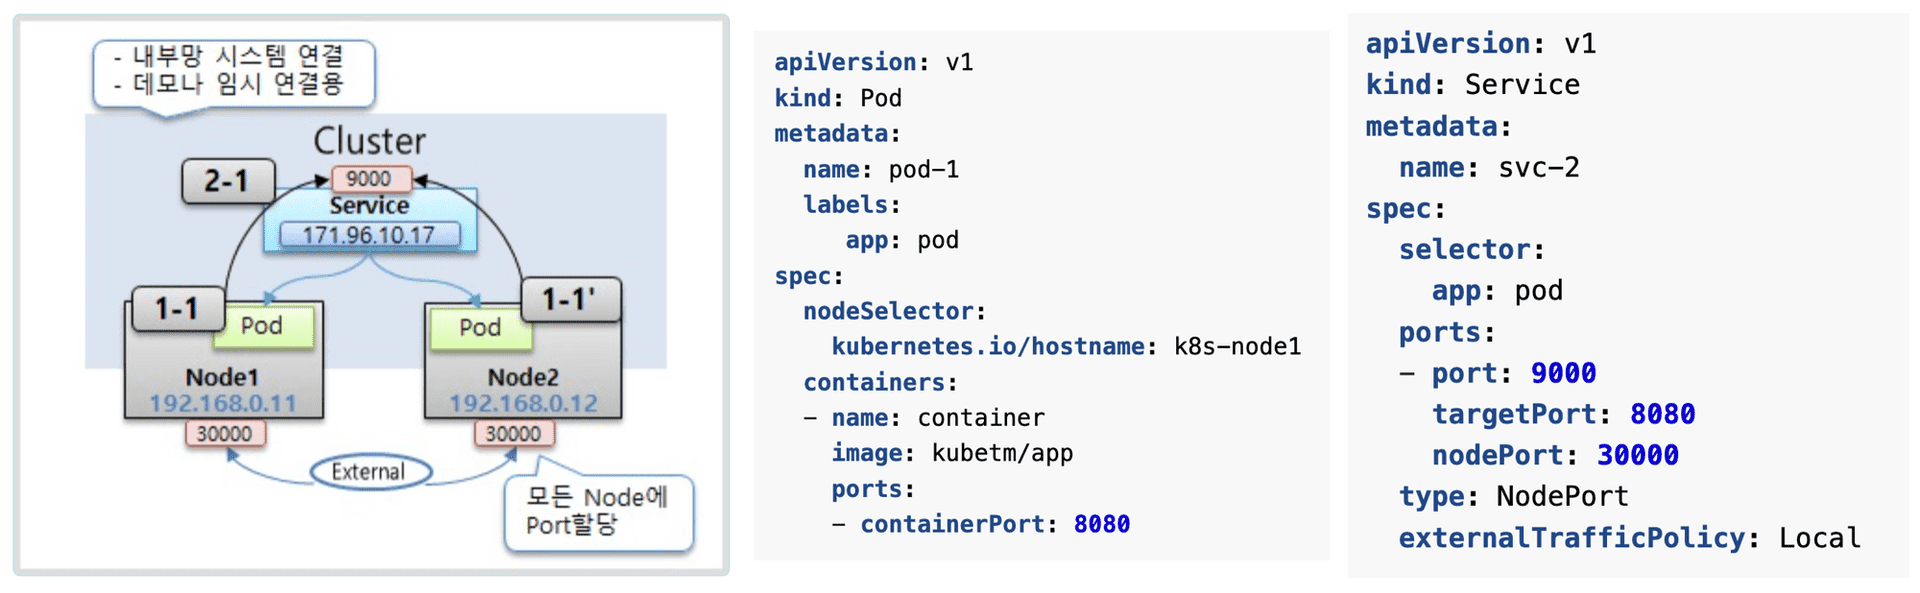 - 내부망 시스템 연결
- 데모나 임시 연결용
Cluster
2-1
9000
Service
171.96.10.17
1-1
Pod
Pod
1-1'
Node1
192.168.0.11
Node2
192.168.0.12
30000
30000
External
모든 Node에
Port할당
apiVersion: v1
kind: Pod
metadata:
  name: pod-1
  labels:
     app: pod
spec:
  nodeSelector:
    kubernetes.io/hostname: k8s-node1
  containers:
  - name: container
    image: kubetm/app
    ports:
    - containerPort: 8080
apiVersion: v1
kind: Service
metadata:
  name: svc-2
spec:
  selector:
    app: pod
  ports:
  - port: 9000
    targetPort: 8080
    nodePort: 30000
  type: NodePort
  externalTrafficPolicy: Local